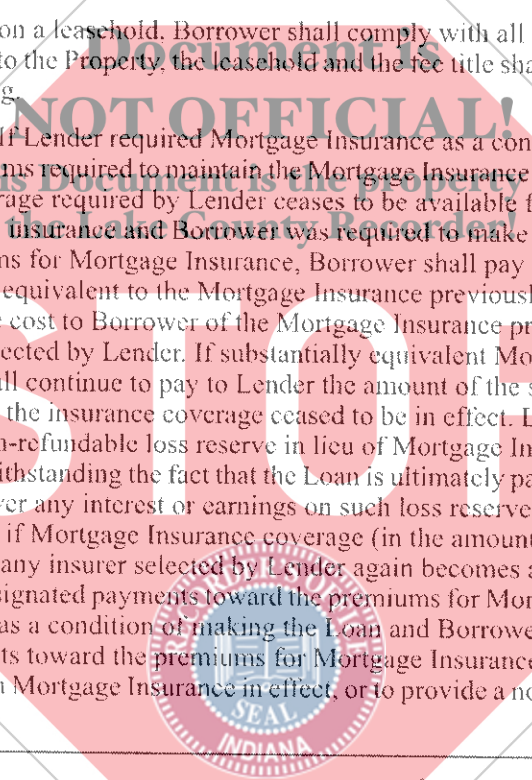 on a leasehold. Borrower shall comply with all
Document is
to the Property, the leasehold and the fee title sha
g.
NOT OFFICIAL!
If Lender required Mortgage Insurance as a con
ms required to maintain the Mortgage Insurance
is Document is the property
rage required by Lender ceases to be available f
the Lake County Recorder!
insurance and Borrower was required to make
ns for Mortgage Insurance, Borrower shall pay
equivalent to the Mortgage Insurance previousl
e cost to Borrower of the Mortgage Insurance pr
ected by Lender. If substantially equivalent Mo
ll continue to pay to Lender the amount of the s
STOP
the insurance coverage ceased to be in effect. L
n-refundable loss reserve in lieu of Mortgage In
ithstanding the fact that the Loan is ultimately pa
ver any interest or earnings on such loss reserve
if Mortgage Insurance coverage (in the amount
any insurer selected by Lender again becomes a
signated payments toward the premiums for Mor
as a condition of making the Loan and Borrowe
ts toward the premiums for Mortgage Insurance
n Mortgage Insurance in effect, or to provide a no
SEAL
INDIANA